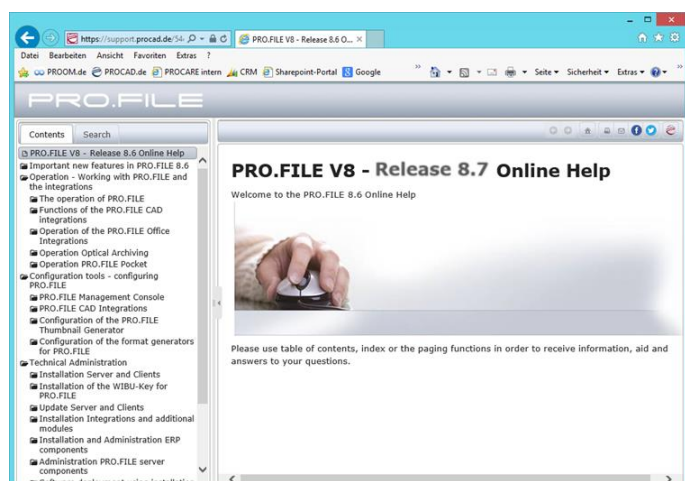 https://support.procad.de/54
PRO.FILE V8 - Release 8.6 O...
Datei Bearbeiten Ansicht Favoriten Extras ?
PROOM.de PROCAD.de PROCARE intern CRM Sharepoint-Portal Google
Seite Sicherheit Extras
PRO.FILE
Contents Search
PRO.FILE V8 - Release 8.6 Online Help
Important new features in PRO.FILE 8.6
Operation - Working with PRO.FILE and
the integrations
The operation of PRO.FILE
Functions of the PRO.FILE CAD
integrations
Operation of the PRO.FILE Office
Integrations
Operation Optical Archiving
Operation PRO.FILE Pocket
Configuration tools - configuring
PRO.FILE
PRO.FILE Management Console
PRO.FILE CAD Integrations
Configuration of the PRO.FILE
Thumbnail Generator
Configuration of the format generators
for PRO.FILE
Technical Administration
Installation Server and Clients
Installation of the WIBU-Key for
PRO.FILE
Update Server and Clients
Installation Integrations and additional
modules
Installation and Administration ERP
components
Administration PRO.FILE server
components
PRO.FILE V8 - Release 8.7 Online Help
Welcome to the PRO.FILE 8.6 Online Help
Please use table of contents, index or the paging functions in order to receive information, aid and
answers to your questions.